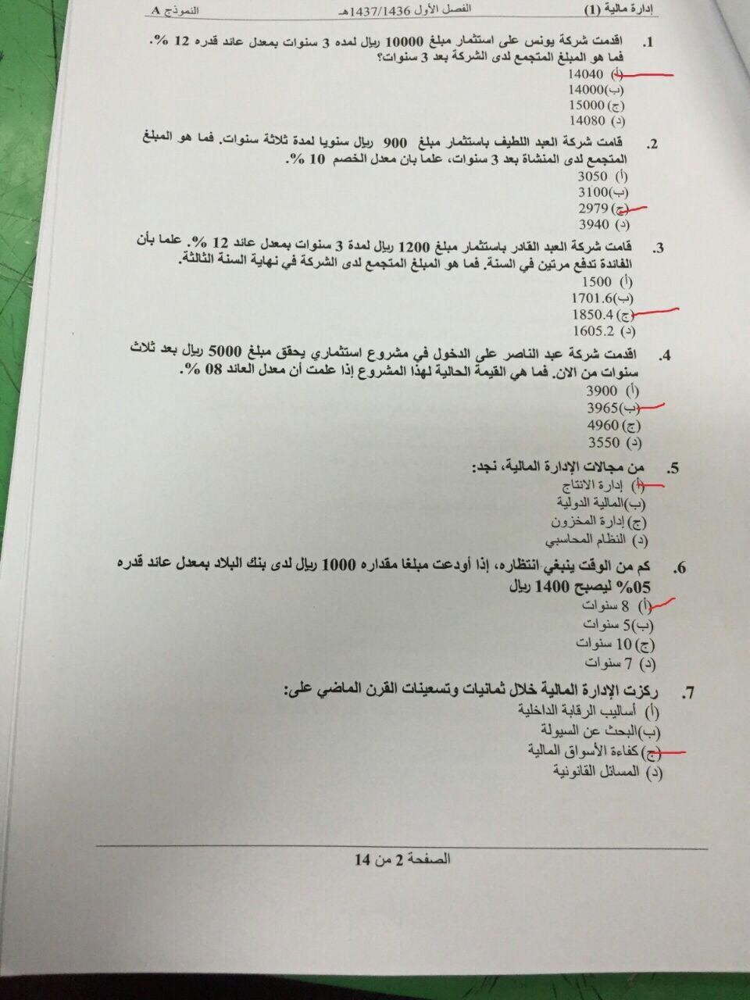 إدارة مالية (1) الفصل الأول 1437/1436هـ النموذج A
1. اقدمت شركة يونس على استثمار مبلغ 10000 ريال لمده 3 سنوات بمعدل عائد قدره 12 %.
فما هو المبلغ المتجمع لدى الشركة بعد 3 سنوات؟
(أ) 14040
(ب) 14000
(ج) 15000
(د) 14080
2. قامت شركة العبد اللطيف باستثمار مبلغ 900 ريال سنويا لمدة ثلاثة سنوات. فما هو المبلغ
المتجمع لدى المنشاة بعد 3 سنوات، علما بان معدل الخصم 10 %.
(أ) 3050
(ب) 3100
(ج) 2979
(د) 3940
3. قامت شركة العبد القادر باستثمار مبلغ 1200 ريال لمدة 3 سنوات بمعدل عائد 12 %. علما بأن
الفائدة تدفع مرتين في السنة. فما هو المبلغ المتجمع لدى الشركة في نهاية السنة الثالثة.
(أ) 1500
(ب) 1701.6
(ج) 1850.4
(د) 1605.2
4. اقدمت شركة عبد الناصر على الدخول في مشروع استثماري يحقق مبلغ 5000 ريال بعد ثلاث
سنوات من الان. فما هي القيمة الحالية لهذا المشروع إذا علمت أن معدل العائد 08 %.
(أ) 3900
(ب) 3965
(ج) 4960
(د) 3550
5. من مجالات الإدارة المالية، نجد:
(أ) إدارة الانتاج
(ب) المالية الدولية
(ج) إدارة المخزون
(د) النظام المحاسبي
6. كم من الوقت ينبغي انتظاره، إذا أودعت مبلغا مقداره 1000 ريال لدى بنك البلاد بمعدل عائد قدره
05% ليصبح 1400 ريال
(أ) 8 سنوات
(ب) 5 سنوات
(ج) 10 سنوات
(د) 7 سنوات
7. ركزت الإدارة المالية خلال ثمانيات وتسعينات القرن الماضي على:
(أ) أساليب الرقابة الداخلية
(ب) البحث عن السيولة
(ج) كفاءة الأسواق المالية
(د) المسائل القانونية
الصفحة 2 من 14